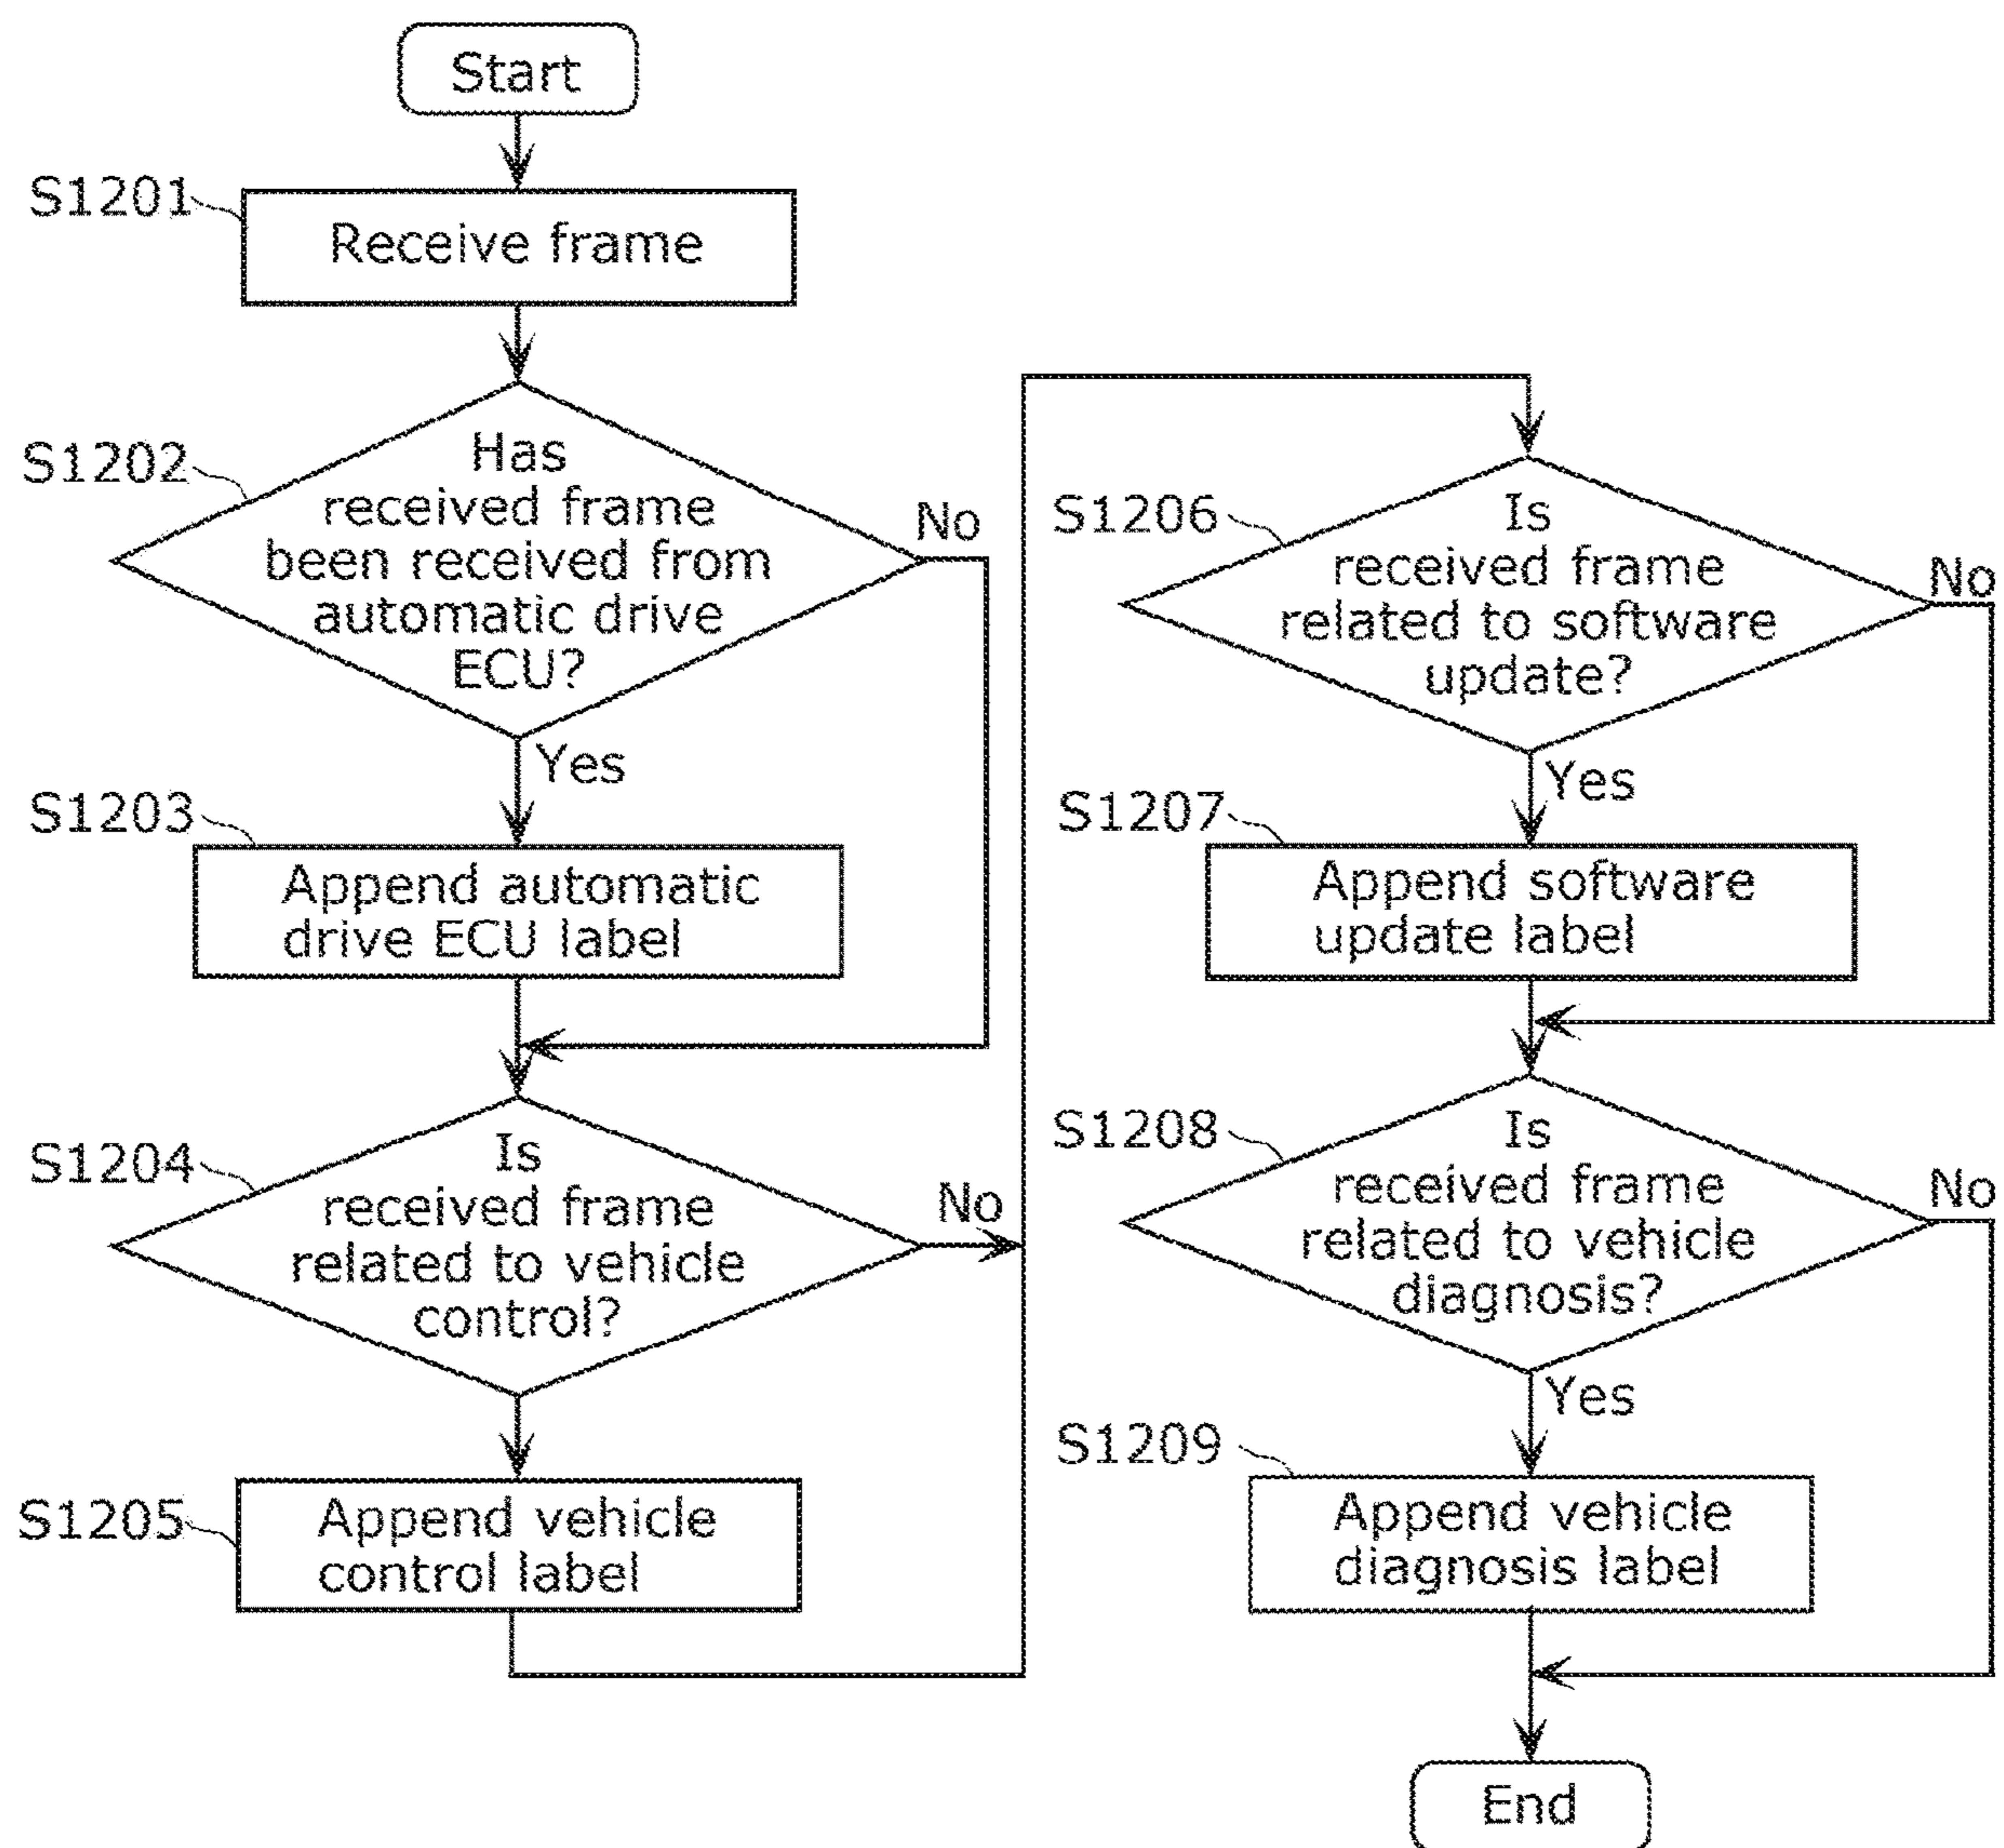 Start
S1201
Receive frame
S1202
Has
received frame
been received from
automatic drive
ECU?
No
Yes
S1203
Append automatic
drive ECU label
S1204
Is
received frame
related to vehicle
control?
No
S1205
Append vehicle
control label
S1206
Is
received frame
related to software
update?
No
Yes
S1207
Append software
update label
S1208
Is
received frame
related to vehicle
diagnosis?
No
Yes
S1209
Append vehicle
diagnosis label
End